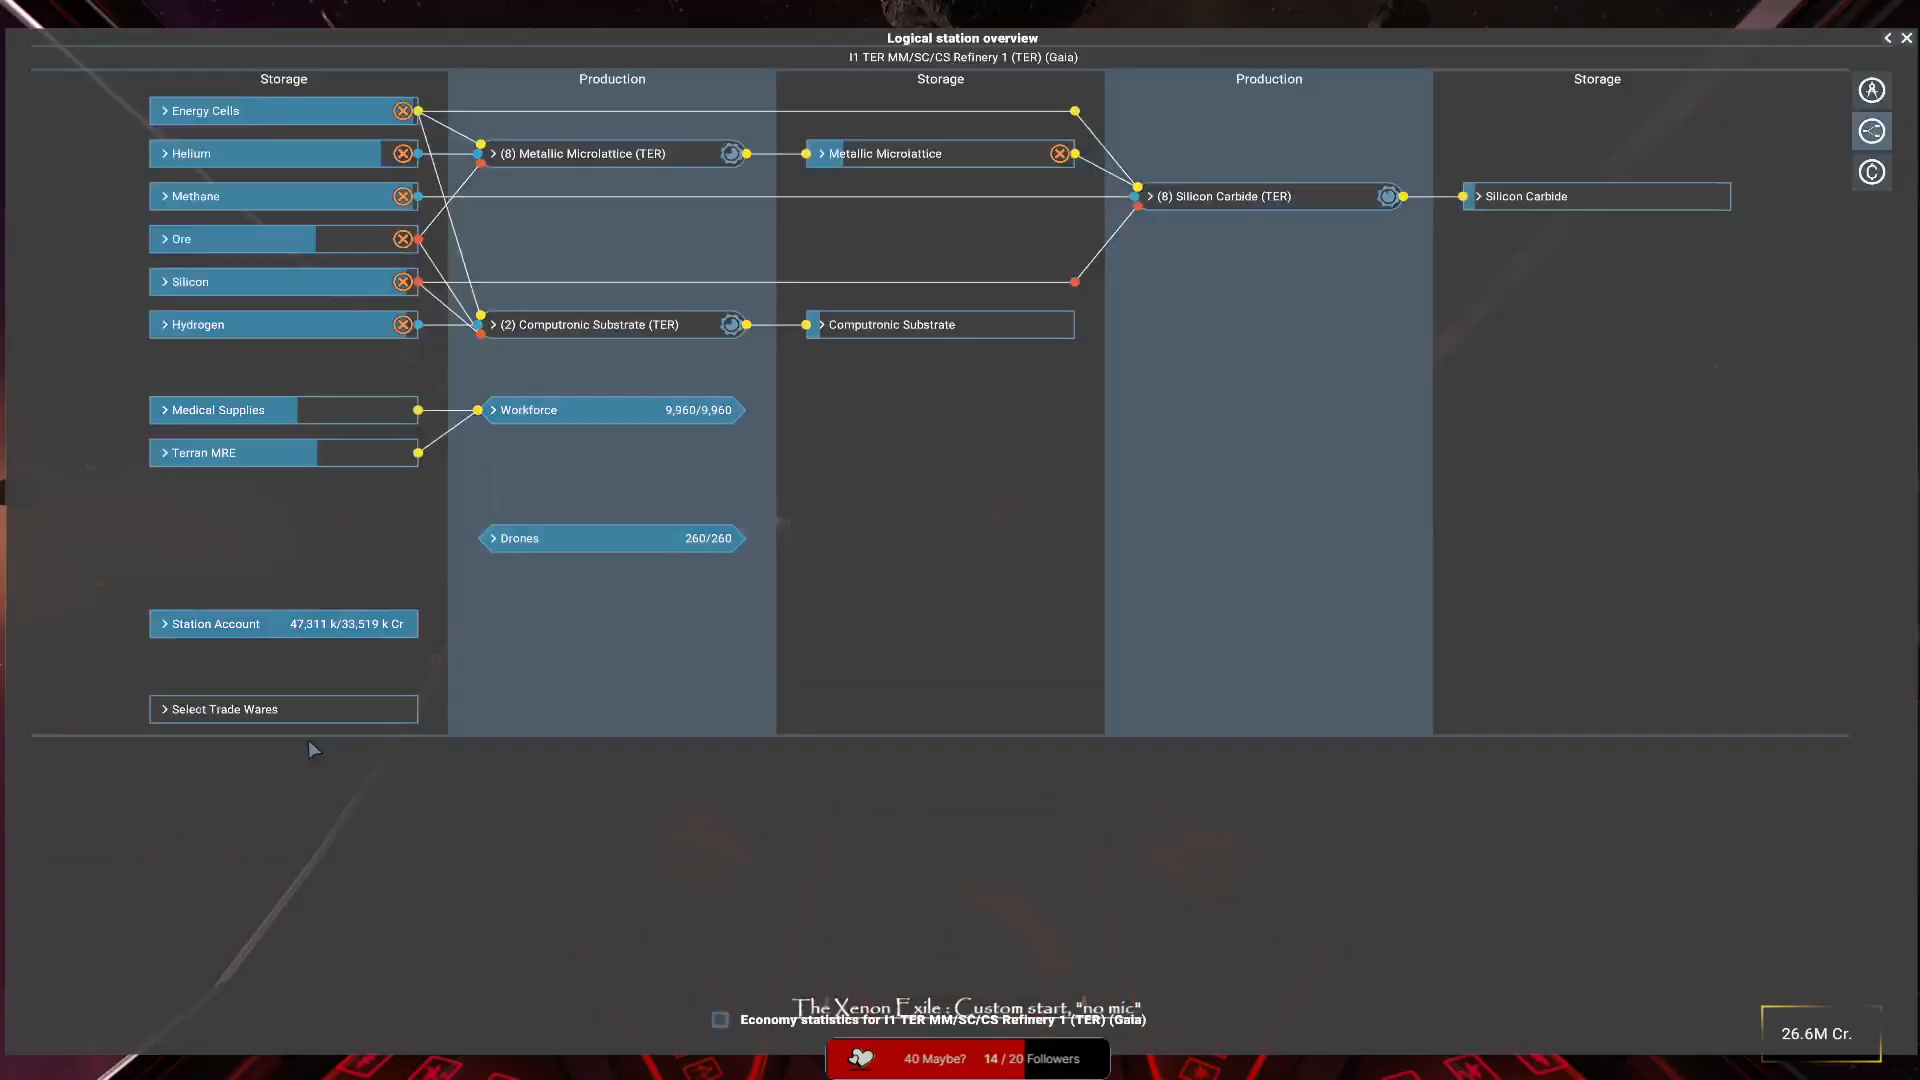 Logical station overview
I1 TER MM/SC/CS Refinery 1 (TER) (Gaia)
Storage
Production
Storage
Production
Storage
Energy Cells
Helium
(8) Metallic Microlattice (TER)
Metallic Microlattice
Methane
(8) Silicon Carbide (TER)
Silicon Carbide
Ore
Silicon
Hydrogen
(2) Computronic Substrate (TER)
Computronic Substrate
Medical Supplies
Workforce 9,960/9,960
Terran MRE
Drones 260/260
Station Account 47,311 k/33,519 k Cr
Select Trade Wares
The Xenon Exile : Custom start, "no mic"
Economy statistics for I1 TER MM/SC/CS Refinery 1 (TER) (Gaia)
26.6M Cr.
40 Maybe? 14 / 20 Followers